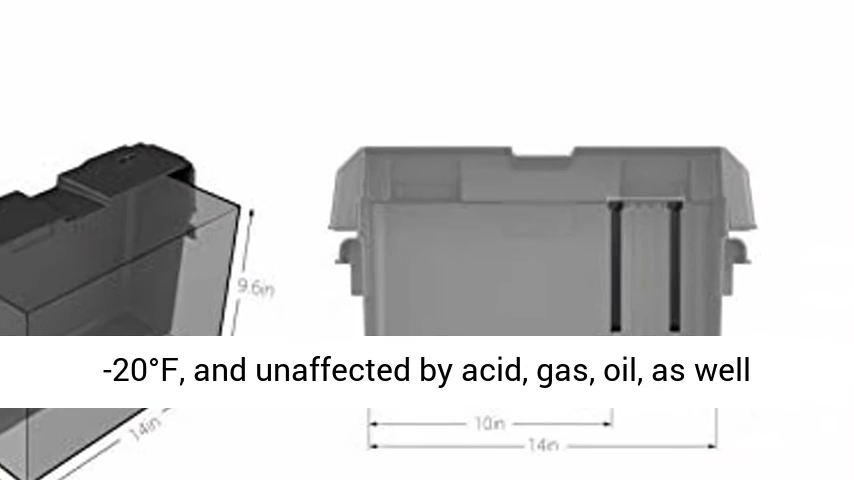 9.6in
-20°F, and unaffected by acid, gas, oil, as well
14in
10in
14in